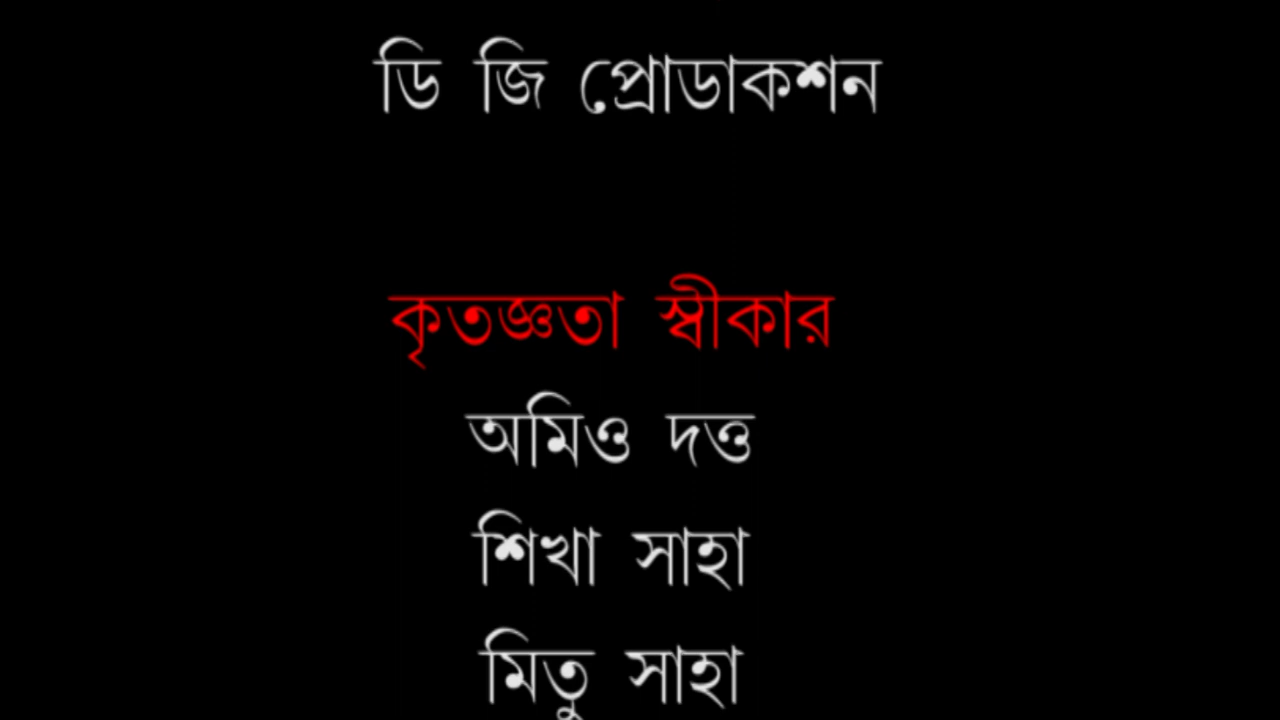 ডি জি প্রোডাকশন
কৃতজ্ঞতা স্বীকার
অমিও দত্ত
শিখা সাহা
মিতু সাহা